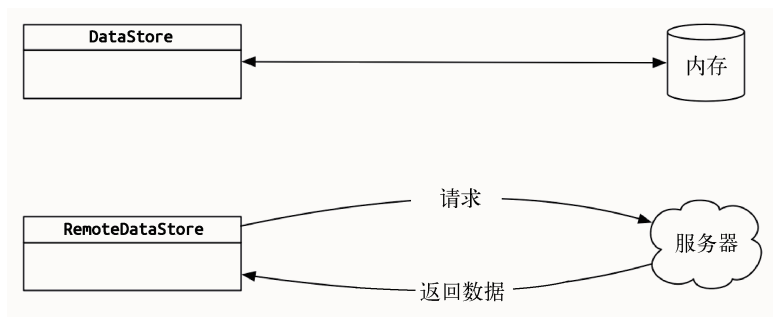 DataStore
内存
请求
RemoteDataStore
服务器
返回数据